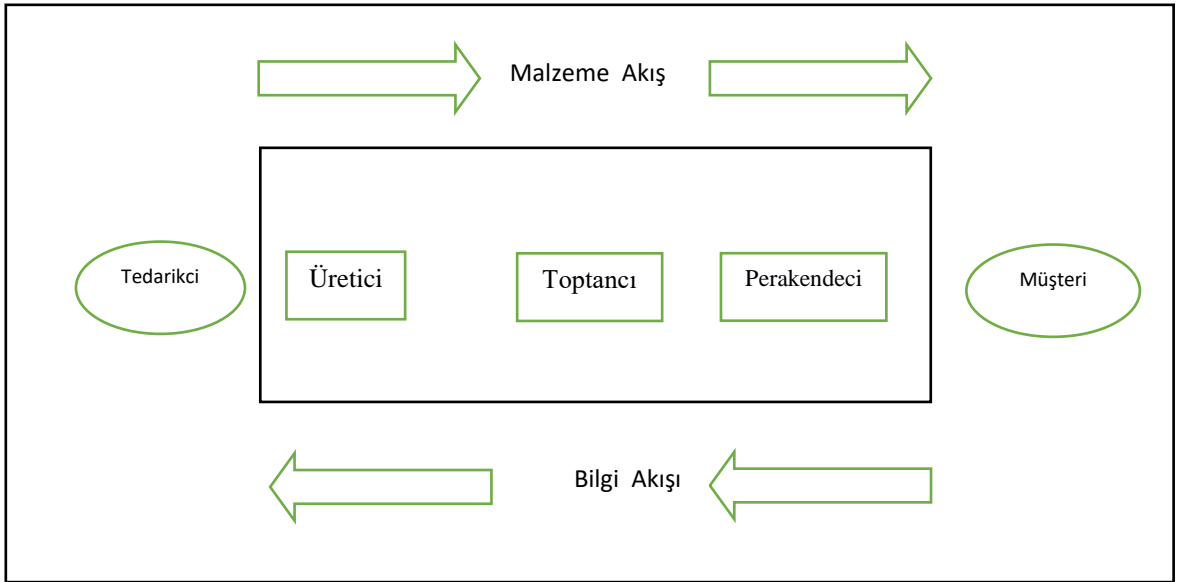 Malzeme Akış
Tedarikci
Üretici
Toptancı
Perakendeci
Müşteri
Bilgi Akışı